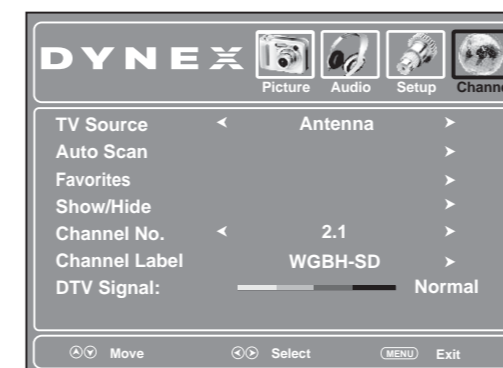 DYNEX
Picture Audio Setup Channe
TV Source Antenna
Auto Scan
Favorites
Show/Hide
Channel No. 2.1
Channel Label WGBH-SD
DTV Signal: Normal
Move Select MENU Exit